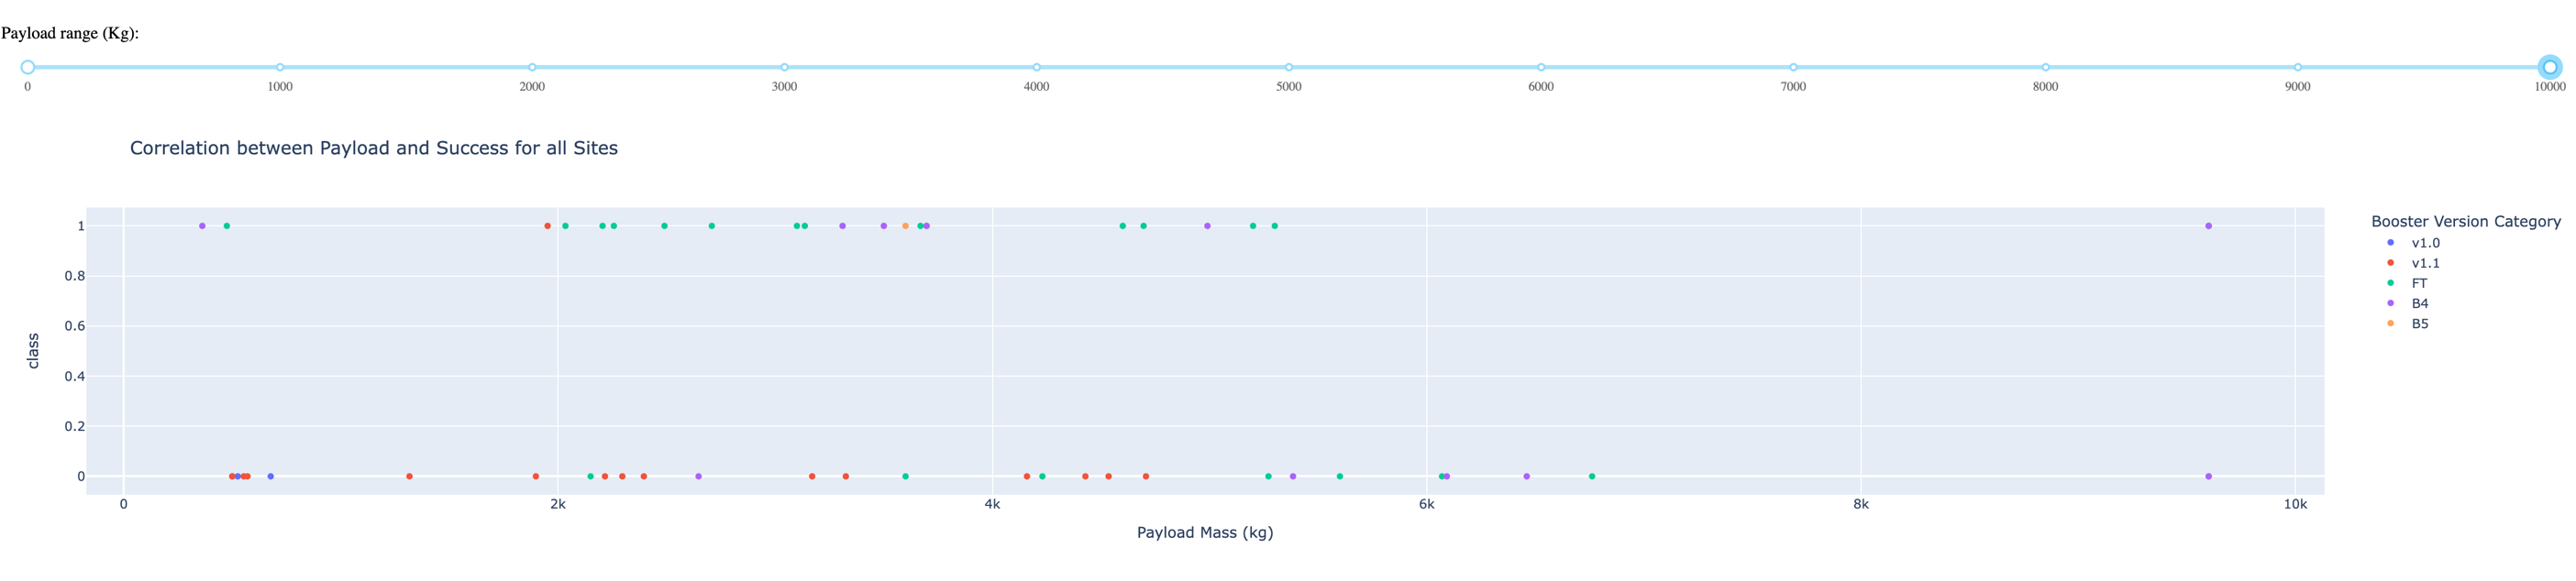 Payload range (Kg):
0 1000 2000 3000 4000 5000 6000 7000 8000 9000 10000
Correlation between Payload and Success for all Sites
1
0.8
0.6
0.4
0.2
0
class
0 2k 4k 6k 8k 10k
Payload Mass (kg)
Booster Version Category
v1.0
v1.1
FT
B4
B5